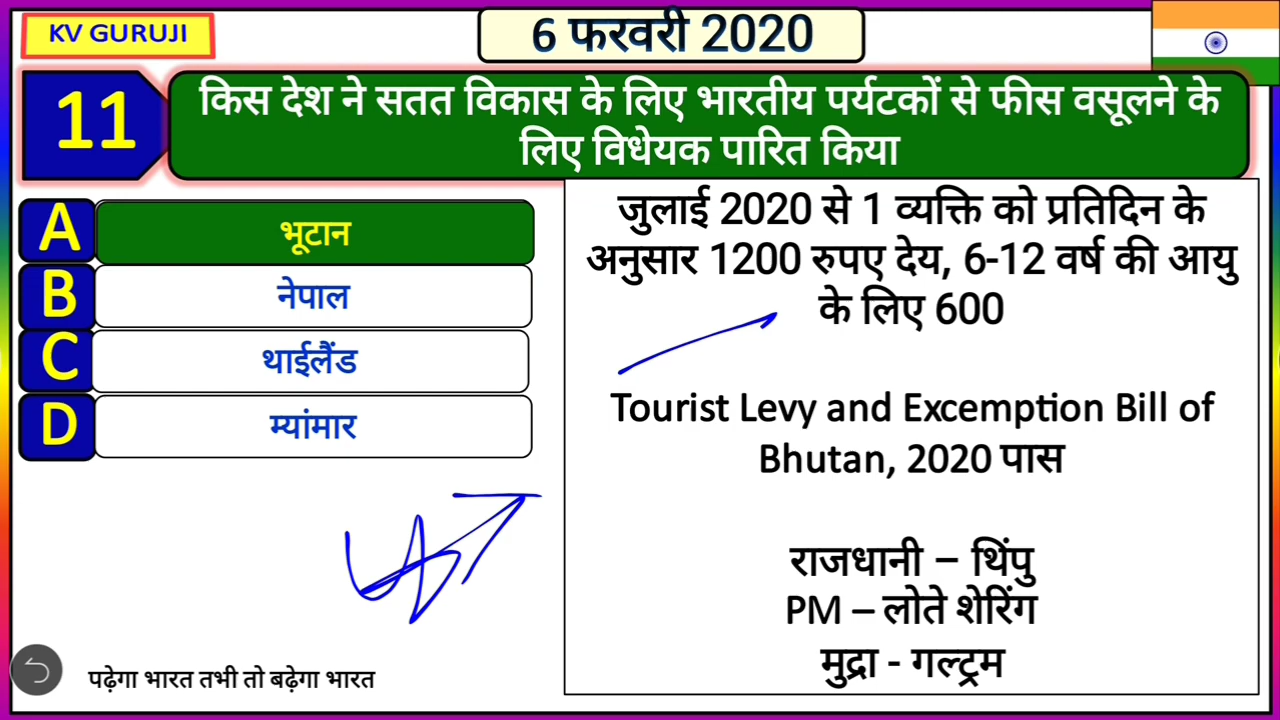 KV GURUJI
6 फरवरी 2020
11
किस देश ने सतत विकास के लिए भारतीय पर्यटकों से फीस वसूलने के
लिए विधेयक पारित किया
A भूटान
B नेपाल
C थाईलैंड
D म्यांमार
जुलाई 2020 से 1 व्यक्ति को प्रतिदिन के
अनुसार 1200 रुपए देय, 6-12 वर्ष की आयु
के लिए 600
Tourist Levy and Excemption Bill of
Bhutan, 2020 पास
राजधानी – थिंपु
PM – लोते शेरिंग
मुद्रा - गल्ट्रम
पढ़ेगा भारत तभी तो बढ़ेगा भारत